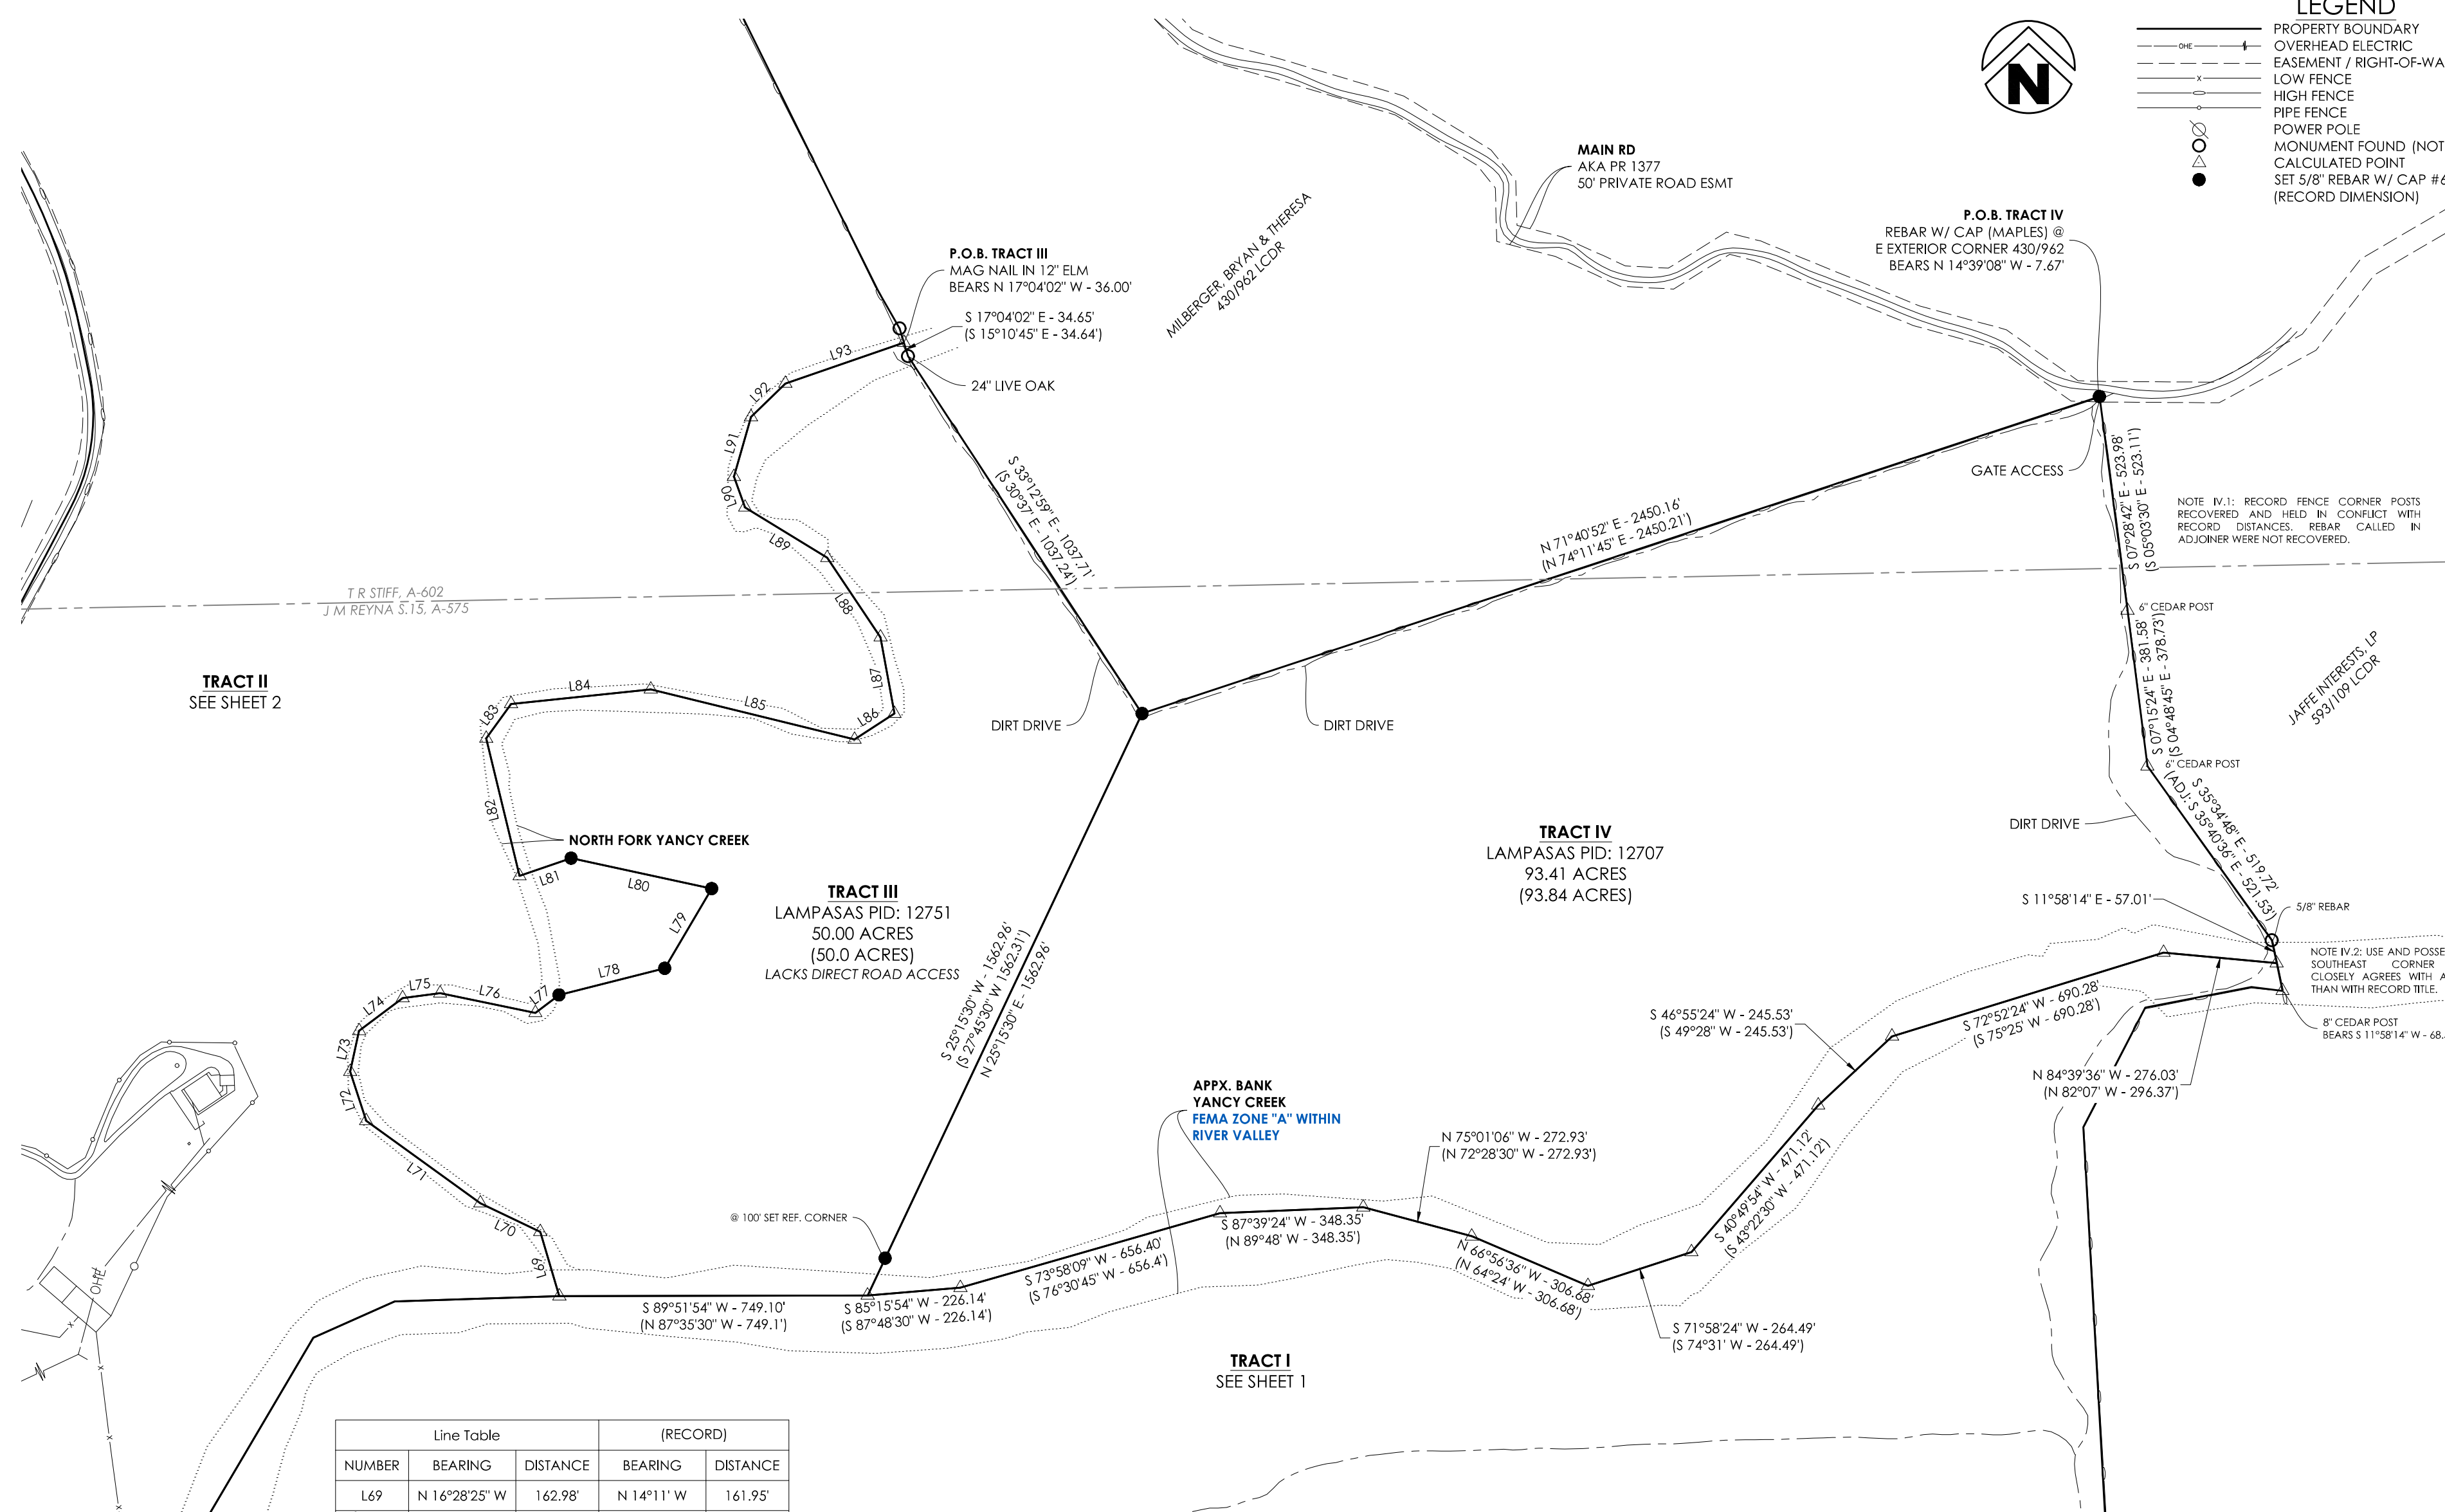 LEGEND
PROPERTY BOUNDARY
OHE
OVERHEAD ELECTRIC
EASEMENT / RIGHT-OF-WA
x
LOW FENCE
HIGH FENCE
PIPE FENCE
POWER POLE
MONUMENT FOUND (NOT
CALCULATED POINT
SET 5/8" REBAR W/ CAP #6
(RECORD DIMENSION)
N
MAIN RD
AKA PR 1377
50' PRIVATE ROAD ESMT
P.O.B. TRACT IV
REBAR W/ CAP (MAPLES) @
E EXTERIOR CORNER 430/962
BEARS N 14°39'08" W - 7.67'
P.O.B. TRACT III
MAG NAIL IN 12" ELM
BEARS N 17°04'02" W - 36.00'
S 17°04'02" E - 34.65'
(S 15°10'45" E - 34.64')
24" LIVE OAK
MILBERGER, BRYAN & THERESA
430/962 LCDR
L93
L92
L91
L90
L89
L88
L87
L86
L85
L84
L83
L82
L81
L80
L79
L78
L77
L76
L75
L74
L73
L72
L71
L70
L69
S 33°12'59" E - 1037.71'
(S 30°37' E - 1037.24')
N 71°40'52" E - 2450.16'
(N 74°11'45" E - 2450.21')
GATE ACCESS
S 07°28'42" E - 523.98'
(S 05°03'30" E - 523.11')
NOTE IV.1: RECORD FENCE CORNER POSTS
RECOVERED AND HELD IN CONFLICT WITH
RECORD DISTANCES. REBAR CALLED IN
ADJOINER WERE NOT RECOVERED.
T R STIFF, A-602
J M REYNA S.15, A-575
6" CEDAR POST
S 07°15'24" E - 381.58'
(S 04°48'45" E - 378.73')
6" CEDAR POST
JAFFE INTERESTS, LP
593/109 LCDR
TRACT II
SEE SHEET 2
DIRT DRIVE
DIRT DRIVE
DIRT DRIVE
S 35°34'48" E - 519.72'
(ADJ: S 35°40'36" E - 521.53')
NORTH FORK YANCY CREEK
TRACT III
LAMPASAS PID: 12751
50.00 ACRES
(50.0 ACRES)
LACKS DIRECT ROAD ACCESS
TRACT IV
LAMPASAS PID: 12707
93.41 ACRES
(93.84 ACRES)
S 11°58'14" E - 57.01'
5/8" REBAR
NOTE IV.2: USE AND POSSE
SOUTHEAST CORNER
CLOSELY AGREES WITH A
THAN WITH RECORD TITLE.
8" CEDAR POST
BEARS S 11°58'14" W - 68.
S 25°15'30" W - 1562.96'
(S 27°45'30" W 1562.31')
N 25°15'30" E - 1562.96'
S 46°55'24" W - 245.53'
(S 49°28" W - 245.53')
S 72°52'24" W - 690.28'
(S 75°25' W - 690.28')
N 84°39'36" W - 276.03'
(N 82°07' W - 296.37')
APPX. BANK
YANCY CREEK
FEMA ZONE "A" WITHIN
RIVER VALLEY
N 75°01'06" W - 272.93'
(N 72°28'30" W - 272.93')
S 40°49'54" W - 471.12'
(S 43°22'30" W - 471.12')
@ 100' SET REF. CORNER
S 87°39'24" W - 348.35'
(N 89°48' W - 348.35')
S 73°58'09" W - 656.40'
(S 76°30'45" W - 656.4')
N 66°56'36" W - 306.68'
(N 64°24' W - 306.68')
S 89°51'54" W - 749.10'
(N 87°35'30" W - 749.1')
S 85°15'54" W - 226.14'
(S 87°48'30" W - 226.14')
S 71°58'24" W - 264.49'
(S 74°31' W - 264.49')
TRACT I
SEE SHEET 1
OHE
x
x
x
x
Line Table (RECORD)
NUMBER BEARING DISTANCE BEARING DISTANCE
L69 N 16°28'25" W 162.98' N 14°11' W 161.95'